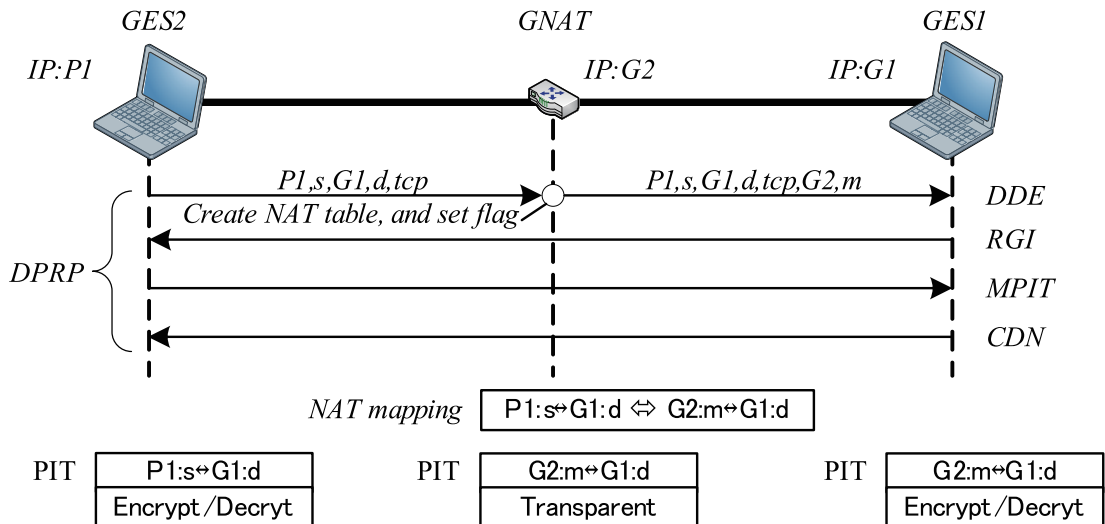 GES2
GNAT
GES1
IP:P1
IP:G2
IP:G1
P1,s,G1,d,tcp
P1,s,G1,d,tcp,G2,m
DDE
Create NAT table, and set flag
RGI
DPRP
MPIT
CDN
NAT mapping
P1:s↔G1:d ⇔ G2:m↔G1:d
PIT
P1:s↔G1:d
Encrypt/Decryt
PIT
G2:m↔G1:d
Transparent
PIT
G2:m↔G1:d
Encrypt/Decryt